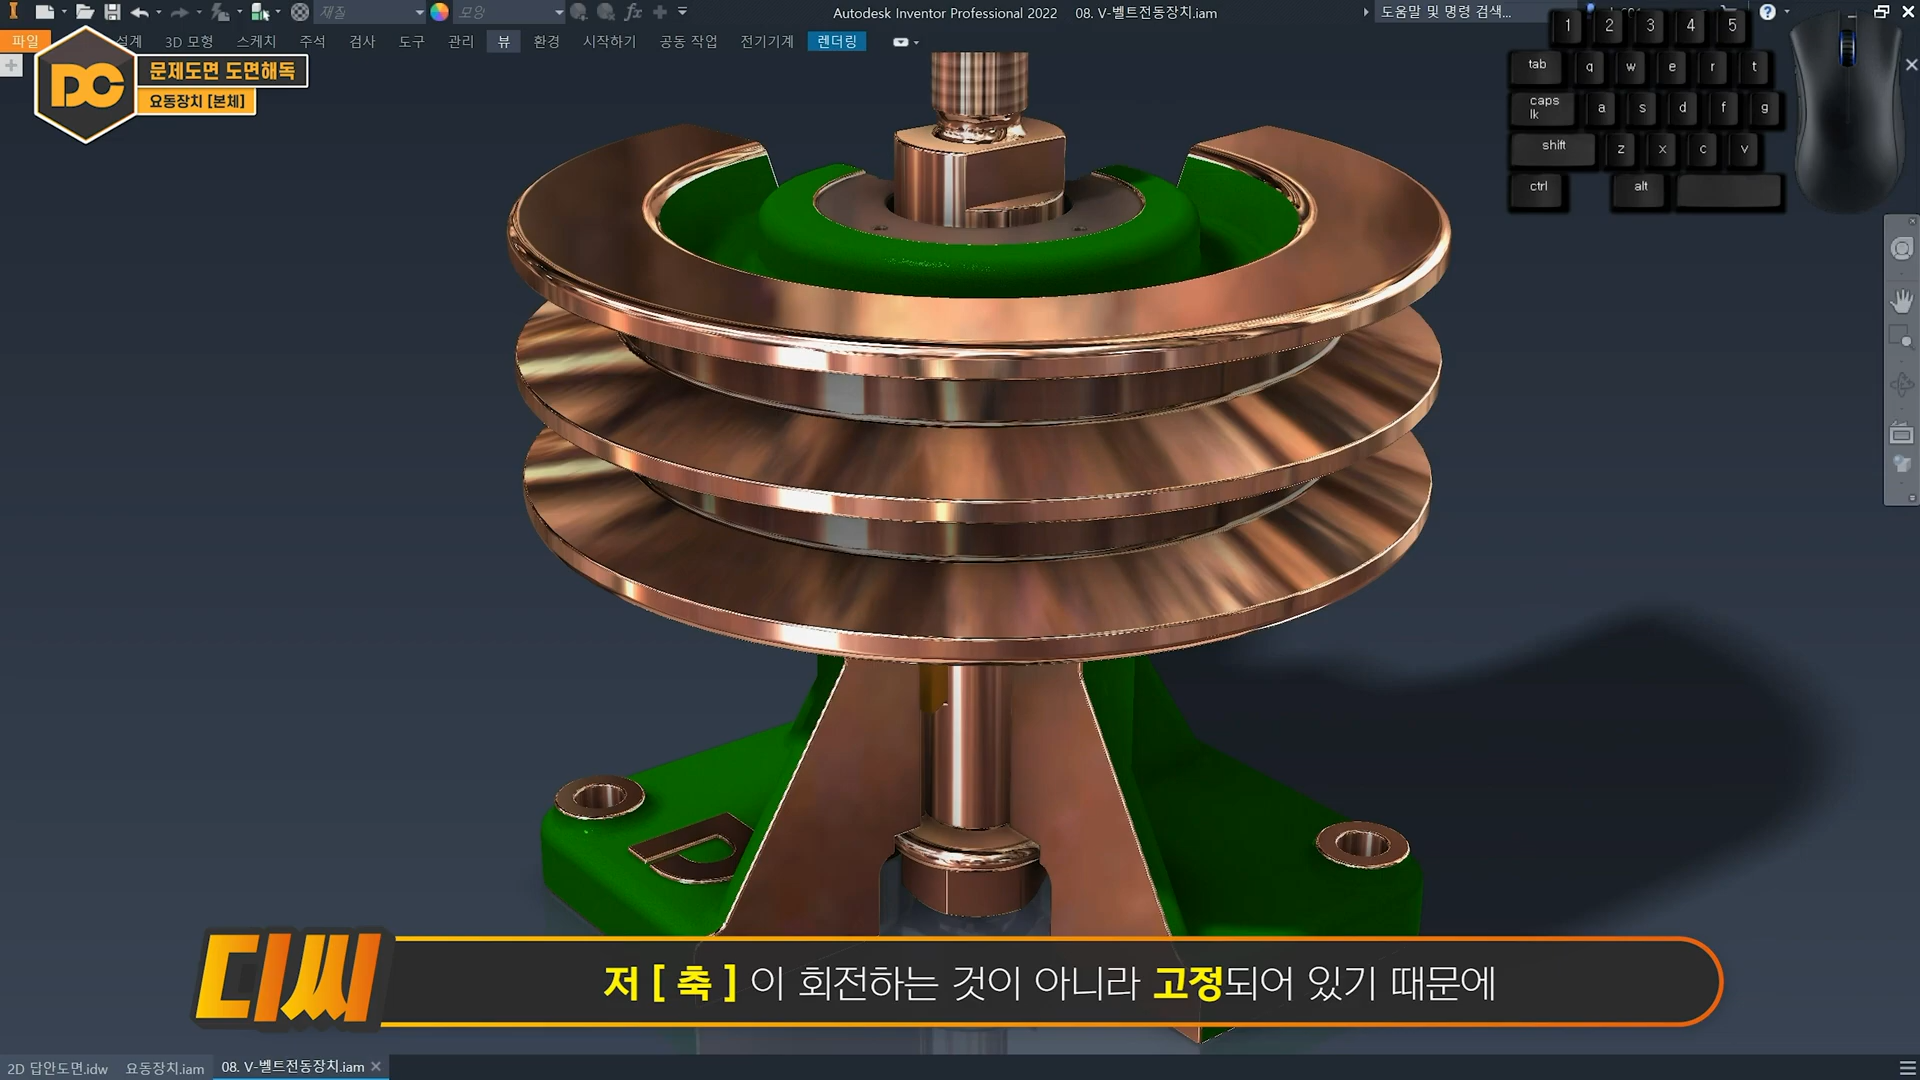 재질
모양
fx
Autodesk Inventor Professional 2022 08. V-벨트전동장치.iam
도움말 및 명령 검색...
파일
설계
3D 모형
스케치
주석
검사
도구
관리
뷰
환경
시작하기
공동 작업
전기기계
렌더링
DC
문제도면 도면해독
요동장치 [본체]
1 2 3 4 5
tab q w e r t
caps lk a s d f g
shift z x c v
ctrl alt
D
디씨
저 [ 축 ] 이 회전하는 것이 아니라 고정되어 있기 때문에
2D 답안도면.idw
요동장치.iam
08. V-벨트전동장치.iam